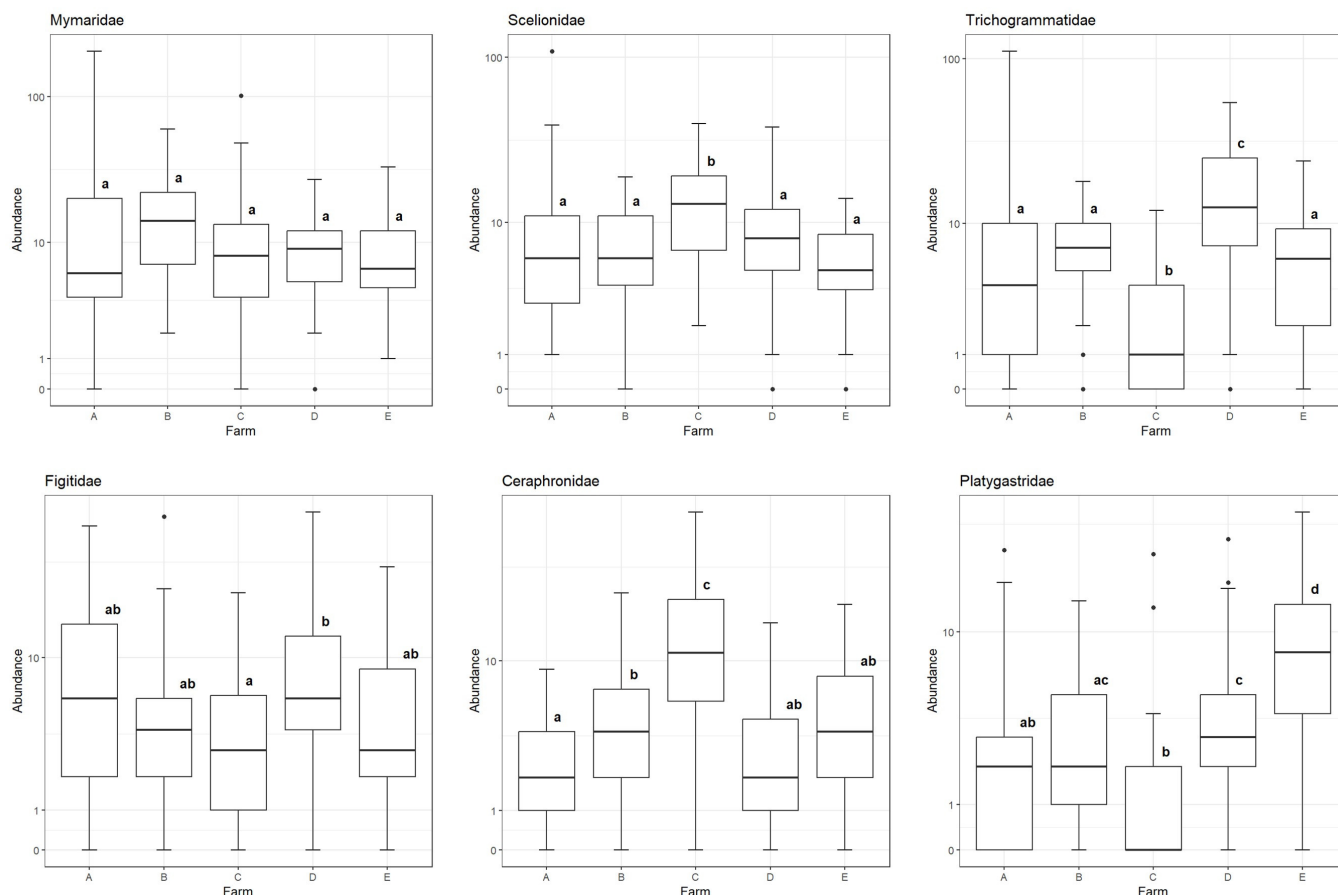 Mymaridae
Abundance
100
10
1
0
a
a
a
a
a
A
B
C
D
E
Farm
Scelionidae
Abundance
100
10
1
0
a
a
b
a
a
A
B
C
D
E
Farm
Trichogrammatidae
Abundance
100
10
1
0
a
a
b
c
a
A
B
C
D
E
Farm
Figitidae
Abundance
10
1
0
ab
ab
a
b
ab
A
B
C
D
E
Farm
Ceraphronidae
Abundance
10
1
0
a
b
c
ab
ab
A
B
C
D
E
Farm
Platygastridae
Abundance
10
1
0
ab
ac
b
c
d
A
B
C
D
E
Farm